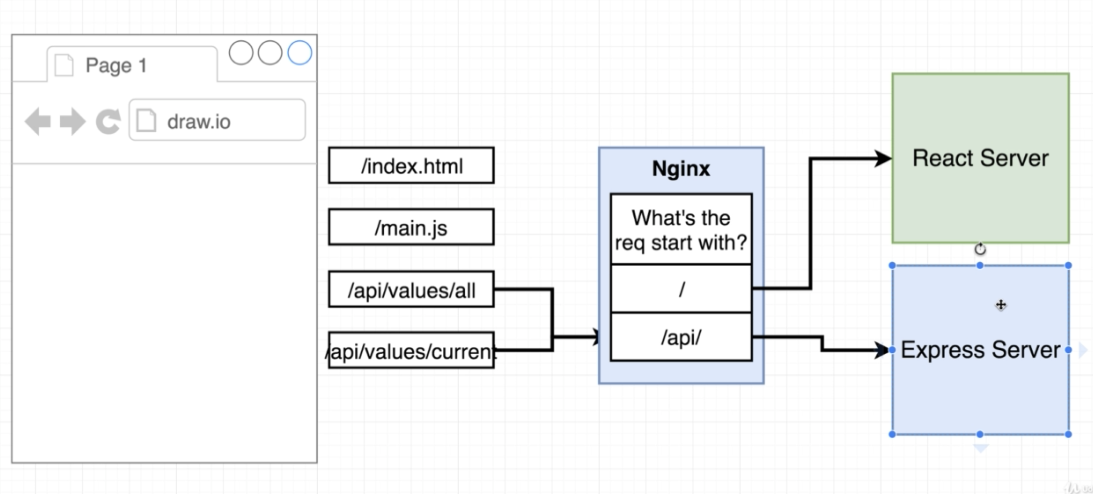 Page 1
draw.io
/index.html
/main.js
/api/values/all
/api/values/current
Nginx
What's the
req start with?
/
/api/
React Server
Express Server